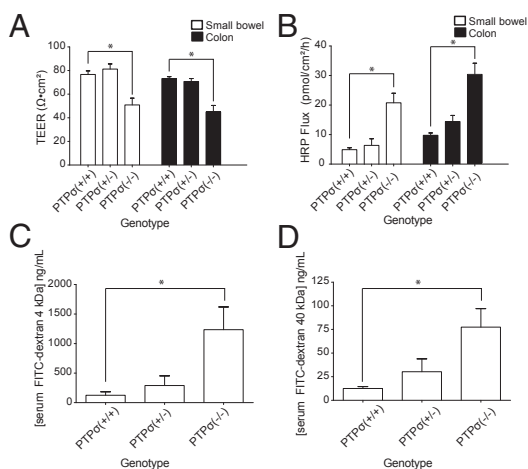 A
Small bowel
Colon
TEER (Ω•cm²)
120
100
80
60
40
20
0
*
*
PTPσ(+/+)
PTPσ(+/-)
PTPσ(-/-)
PTPσ(+/+)
PTPσ(+/-)
PTPσ(-/-)
Genotype
B
Small bowel
Colon
HRP Flux (pmol/cm²/h)
50
40
30
20
10
0
*
*
PTPσ(+/+)
PTPσ(+/-)
PTPσ(-/-)
PTPσ(+/+)
PTPσ(+/-)
PTPσ(-/-)
Genotype
C
[serum FITC-dextran 4 kDa] ng/mL
2000
1500
1000
500
0
*
PTPσ(+/+)
PTPσ(+/-)
PTPσ(-/-)
Genotype
D
[serum FITC-dextran 40 kDa] ng/mL
125
100
75
50
25
0
*
PTPσ(+/+)
PTPσ(+/-)
PTPσ(-/-)
Genotype